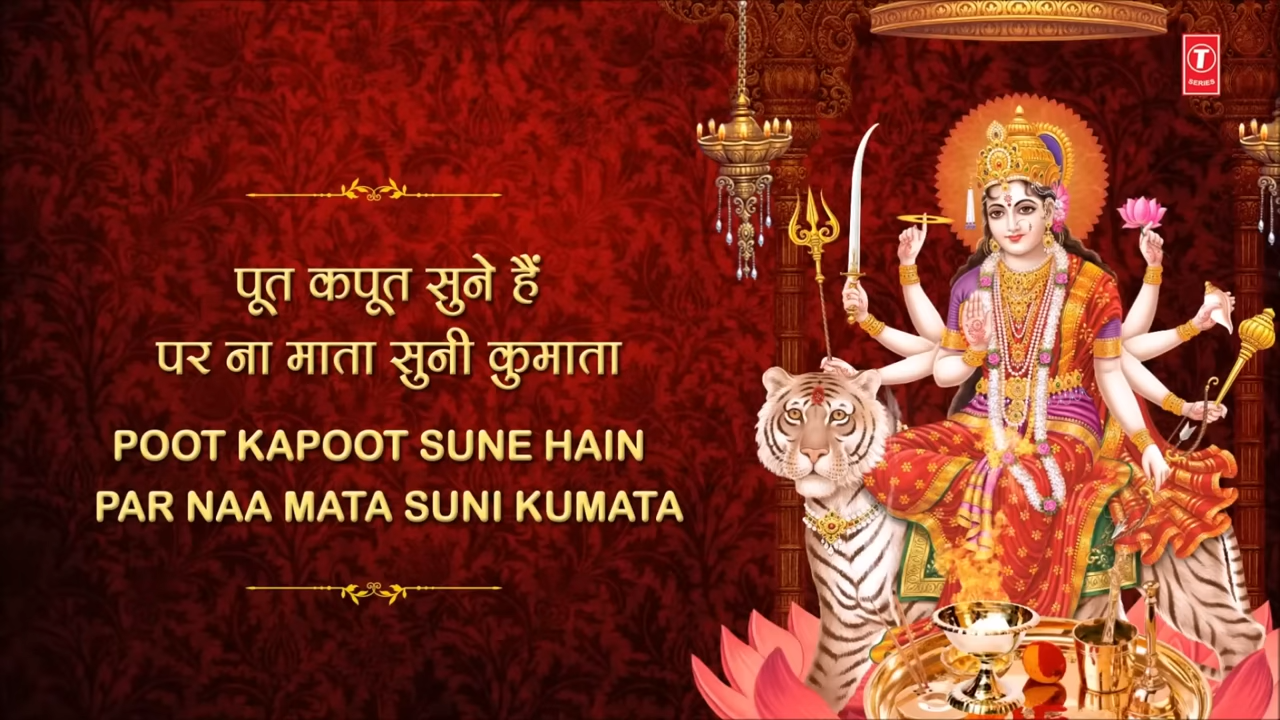 पूत कपूत सुने हैं
पर ना माता सुनी कुमाता
POOT KAPOOT SUNE HAIN
PAR NAA MATA SUNI KUMATA
T
SERIES